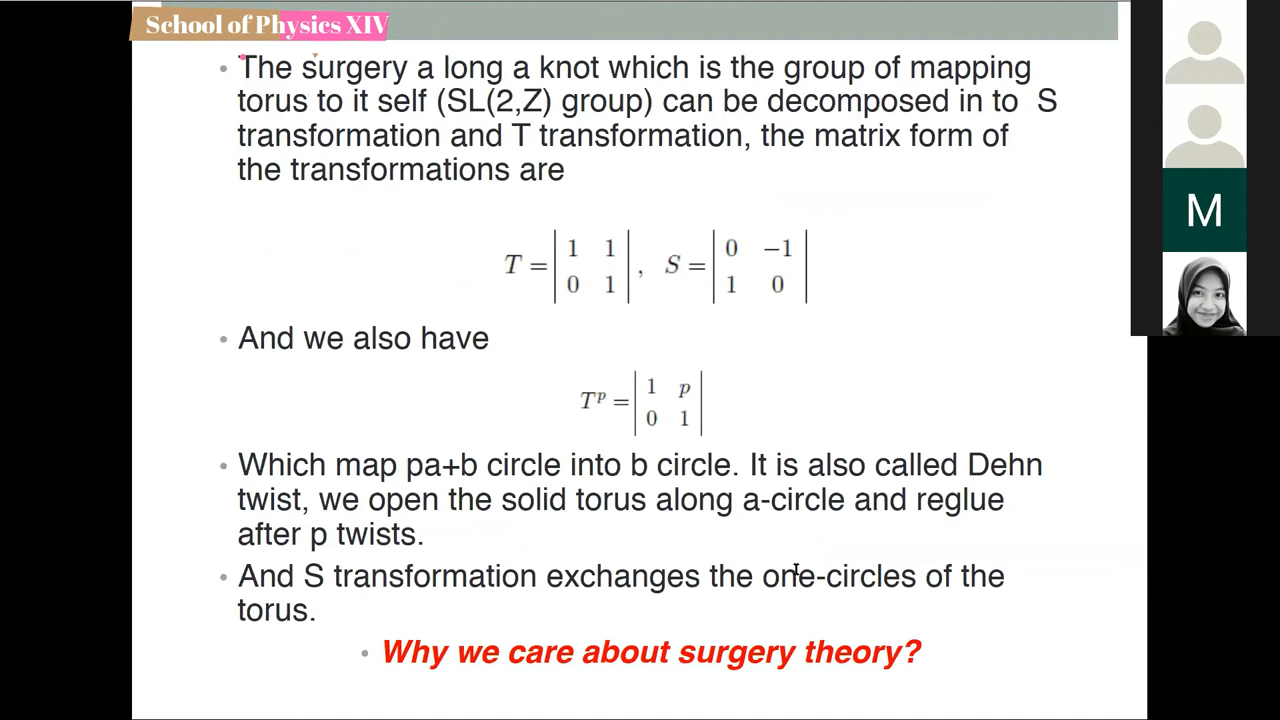 School of Physics XIV
• The surgery a long a knot which is the group of mapping
torus to it self (SL(2,Z) group) can be decomposed in to S
transformation and T transformation, the matrix form of
the transformations are
T = | 1 1 | , S = | 0 −1 |
| 0 1 | | 1 0 |
• And we also have
T^p = | 1 p |
| 0 1 |
• Which map pa+b circle into b circle. It is also called Dehn
twist, we open the solid torus along a-circle and reglue
after p twists.
• And S transformation exchanges the one-circles of the
torus.
• Why we care about surgery theory?
M